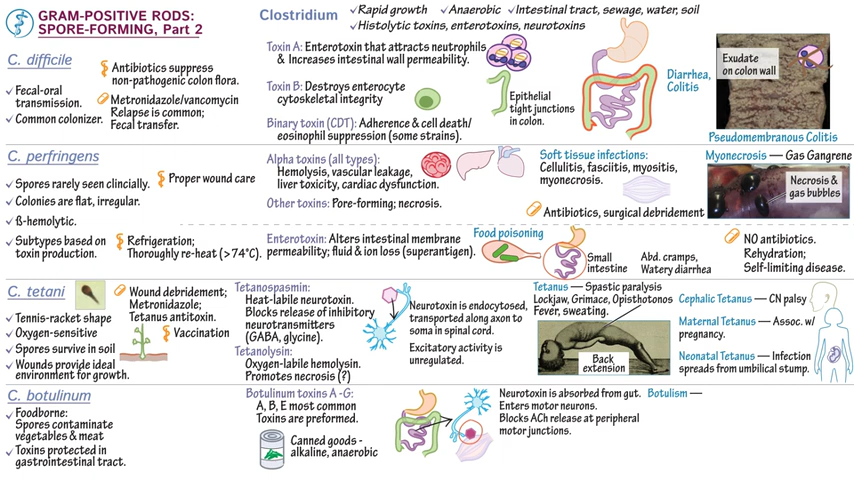 GRAM-POSITIVE RODS:
SPORE-FORMING, Part 2
Clostridium
✓Rapid growth ✓Anaerobic ✓Intestinal tract, sewage, water, soil
✓Histolytic toxins, enterotoxins, neurotoxins
C. difficile
✓Fecal-oral
transmission.
✓Common colonizer.
Antibiotics suppress
non-pathogenic colon flora.
Metronidazole/vancomycin
Relapse is common;
Fecal transfer.
Toxin A: Enterotoxin that attracts neutrophils
& Increases intestinal wall permeability.
Toxin B: Destroys enterocyte
cytoskeletal integrity
Binary toxin (CDT): Adherence & cell death/
eosinophil suppression (some strains).
Epithelial
tight junctions
in colon.
Diarrhea,
Colitis
Exudate
on colon wall
Pseudomembranous Colitis
C. perfringens
✓Spores rarely seen clincially.
✓Colonies are flat, irregular.
✓ß-hemolytic.
✓Subtypes based on
toxin production.
Proper wound care
Refrigeration;
Thoroughly re-heat (>74°C).
Alpha toxins (all types):
Hemolysis, vascular leakage,
liver toxicity, cardiac dysfunction.
Other toxins: Pore-forming; necrosis.
Soft tissue infections:
Cellulitis, fasciitis, myositis,
myonecrosis.
Antibiotics, surgical debridement
Myonecrosis — Gas Gangrene
Necrosis &
gas bubbles
Enterotoxin: Alters intestinal membrane
permeability; fluid & ion loss (superantigen).
Food poisoning
Small
intestine
Abd. cramps,
Watery diarrhea
NO antibiotics.
Rehydration;
Self-limiting disease.
C. tetani
✓Tennis-racket shape
✓Oxygen-sensitive
✓Spores survive in soil
✓Wounds provide ideal
environment for growth.
Wound debridement;
Metronidazole;
Tetanus antitoxin.
Vaccination
Tetanospasmin:
Heat-labile neurotoxin.
Blocks release of inhibitory
neurotransmitters
(GABA, glycine).
Tetanolysin:
Oxygen-labile hemolysin.
Promotes necrosis (?)
Neurotoxin is endocytosed,
transported along axon to
soma in spinal cord.
Excitatory activity is
unregulated.
Tetanus — Spastic paralysis
Lockjaw, Grimace, Opisthotonos
Fever, sweating.
Back
extension
Cephalic Tetanus — CN palsy
Maternal Tetanus — Assoc. w/
pregnancy.
Neonatal Tetanus — Infection
spreads from umbilical stump.
C. botulinum
✓Foodborne:
Spores contaminate
vegetables & meat
✓Toxins protected in
gastrointestinal tract.
Botulinum toxins A - G:
A, B, E most common
Toxins are preformed.
Canned goods -
alkaline, anaerobic
Neurotoxin is absorbed from gut.
Enters motor neurons.
Blocks ACh release at peripheral
motor junctions.
Botulism —